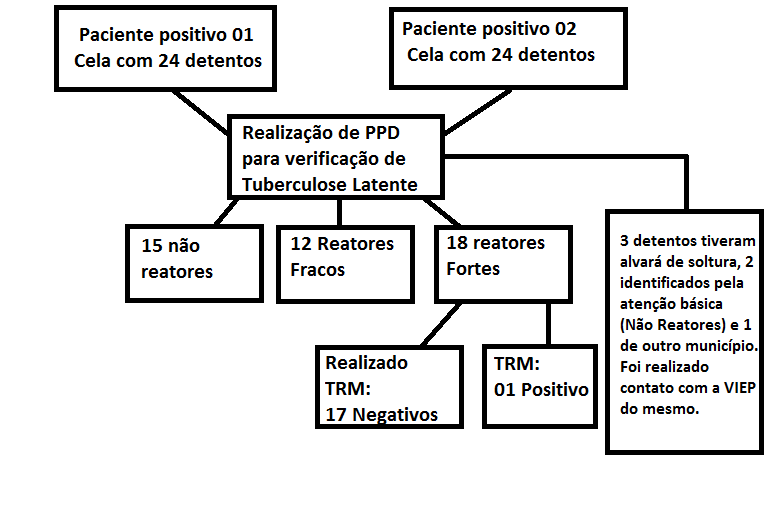 Paciente positivo 01
Cela com 24 detentos
Paciente positivo 02
Cela com 24 detentos
Realização de PPD
para verificação de
Tuberculose Latente
15 não
reatores
12 Reatores
Fracos
18 reatores
Fortes
3 detentos tiveram
alvará de soltura, 2
identificados pela
atenção básica
(Não Reatores) e 1
de outro município.
Foi realizado
contato com a VIEP
do mesmo.
Realizado
TRM:
17 Negativos
TRM:
01 Positivo